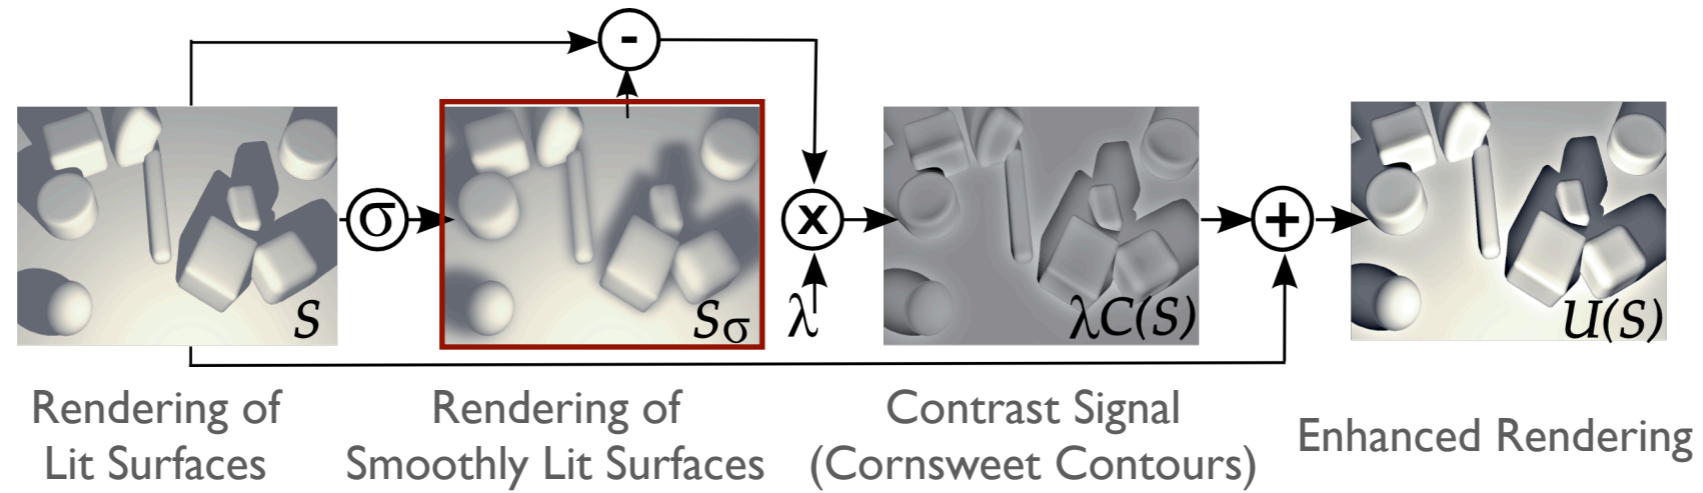 -
σ
x
+
S
Sσ
λ
λC(S)
U(S)
Rendering of
Lit Surfaces
Rendering of
Smoothly Lit Surfaces
Contrast Signal
(Cornsweet Contours)
Enhanced Rendering